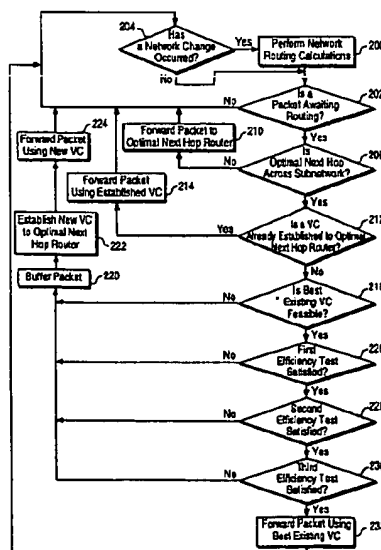 204
Has
a Network Change
Occurred?
Yes
Perform Network
Routing Calculations
No
Is a
Packet Awaiting
Routing?
No
Yes
224
Forward Packet
Using New VC
Forward Packet to
Optimal Next Hop Router
210
Is
Optimal Next Hop
Across Subnetwork?
No
Yes
Forward Packet
Using Established VC
214
Is a VC
Already Established to Optimal
Next Hop Router?
Yes
No
Establish New VC
to Optimal Next
Hop Router
222
Buffer Packet
220
Is Best
Existing VC
Feasible?
No
Yes
First
Efficiency Test
Satisfied?
No
Yes
Second
Efficiency Test
Satisfied?
No
Yes
Third
Efficiency Test
Satisfied?
No
Yes
Forward Packet Using
Best Existing VC